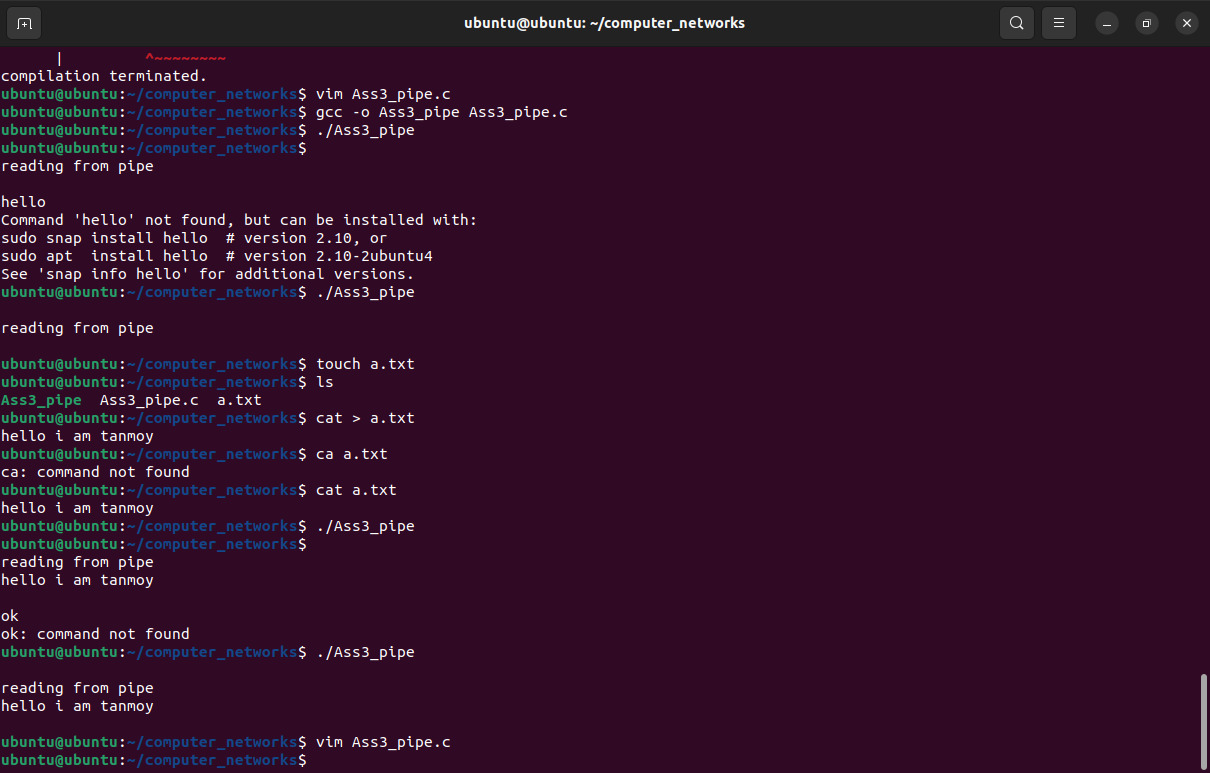 ubuntu@ubuntu: ~/computer_networks
| ^~~~~~~~~
compilation terminated.
ubuntu@ubuntu:~/computer_networks$ vim Ass3_pipe.c
ubuntu@ubuntu:~/computer_networks$ gcc -o Ass3_pipe Ass3_pipe.c
ubuntu@ubuntu:~/computer_networks$ ./Ass3_pipe
ubuntu@ubuntu:~/computer_networks$
reading from pipe
hello
Command 'hello' not found, but can be installed with:
sudo snap install hello  # version 2.10, or
sudo apt  install hello  # version 2.10-2ubuntu4
See 'snap info hello' for additional versions.
ubuntu@ubuntu:~/computer_networks$ ./Ass3_pipe
reading from pipe
ubuntu@ubuntu:~/computer_networks$ touch a.txt
ubuntu@ubuntu:~/computer_networks$ ls
Ass3_pipe  Ass3_pipe.c  a.txt
ubuntu@ubuntu:~/computer_networks$ cat > a.txt
hello i am tanmoy
ubuntu@ubuntu:~/computer_networks$ ca a.txt
ca: command not found
ubuntu@ubuntu:~/computer_networks$ cat a.txt
hello i am tanmoy
ubuntu@ubuntu:~/computer_networks$ ./Ass3_pipe
ubuntu@ubuntu:~/computer_networks$
reading from pipe
hello i am tanmoy
ok
ok: command not found
ubuntu@ubuntu:~/computer_networks$ ./Ass3_pipe
reading from pipe
hello i am tanmoy
ubuntu@ubuntu:~/computer_networks$ vim Ass3_pipe.c
ubuntu@ubuntu:~/computer_networks$